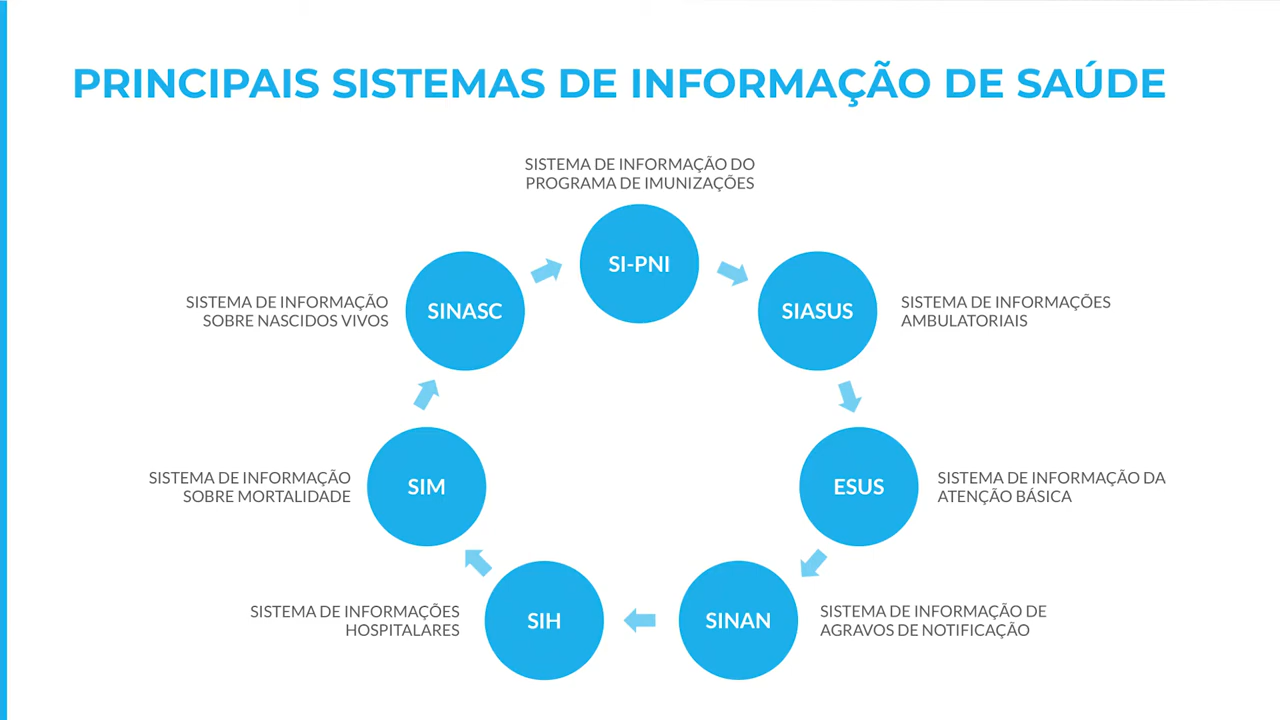 PRINCIPAIS SISTEMAS DE INFORMAÇÃO DE SAÚDE
SISTEMA DE INFORMAÇÃO DO
PROGRAMA DE IMUNIZAÇÕES
SI-PNI
SIASUS
SISTEMA DE INFORMAÇÕES
AMBULATORIAIS
ESUS
SISTEMA DE INFORMAÇÃO DA
ATENÇÃO BÁSICA
SINAN
SISTEMA DE INFORMAÇÃO DE
AGRAVOS DE NOTIFICAÇÃO
SIH
SISTEMA DE INFORMAÇÕES
HOSPITALARES
SIM
SISTEMA DE INFORMAÇÃO
SOBRE MORTALIDADE
SINASC
SISTEMA DE INFORMAÇÃO
SOBRE NASCIDOS VIVOS